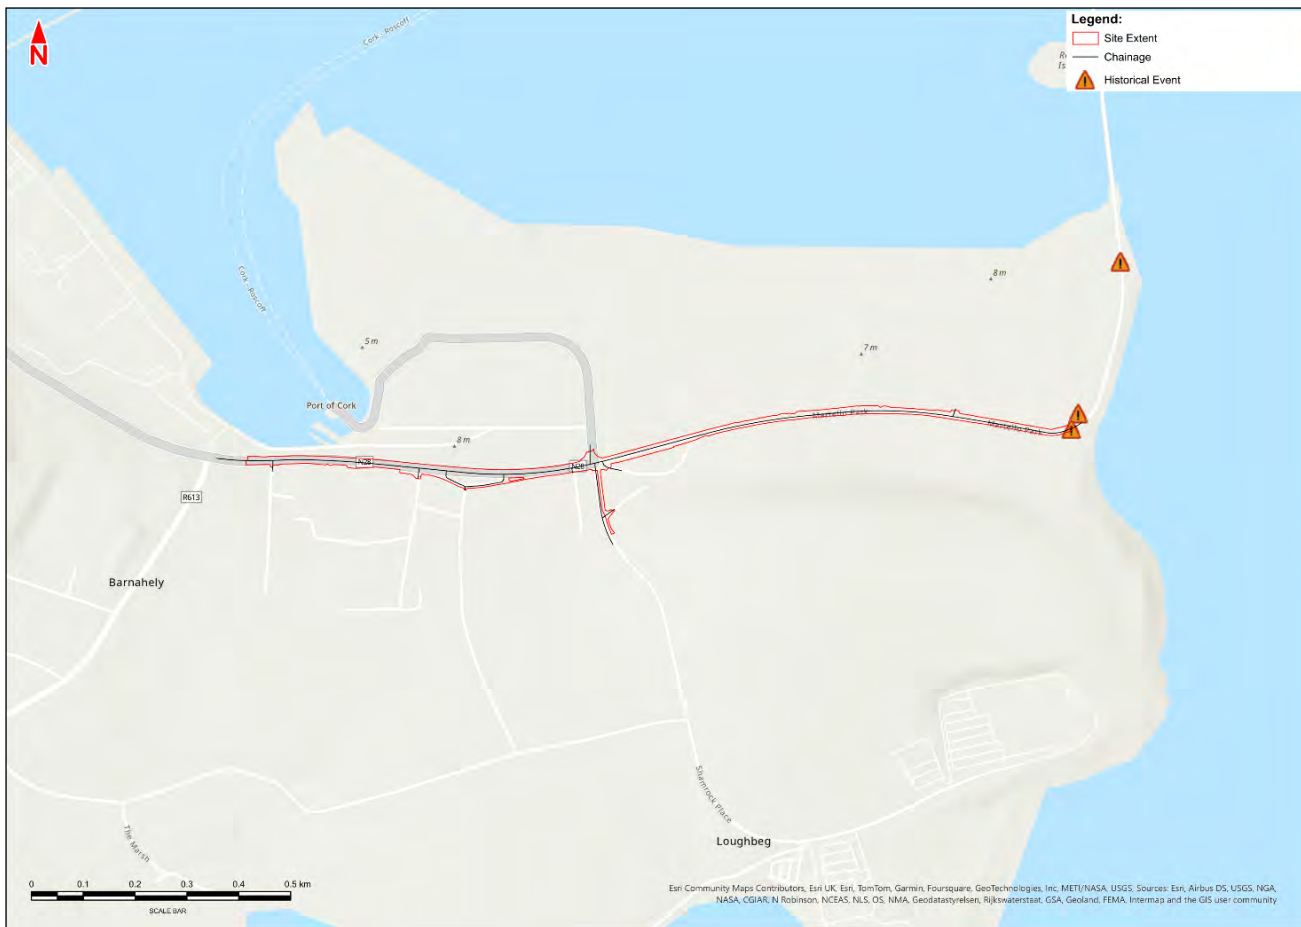 N
Legend:
Site Extent
Chainage
Historical Event
Cork - Roscoff
Cork - Roscoff
8 m
5 m
7 m
Port of Cork
Martello Park
Martello Park
8 m
N28
N28
R613
Barnahely
Shamrock Place
The Marsh
Loughbeg
0 0.1 0.2 0.3 0.4 0.5 km
SCALE BAR
Esri Community Maps Contributors, Esri UK, Esri, TomTom, Garmin, Foursquare, GeoTechnologies, Inc, METI/NASA, USGS, Sources: Esri, Airbus DS, USGS, NGA,
NASA, CGIAR, N Robinson, NCEAS, NLS, OS, NMA, Geodatastyrelsen, Rijkswaterstaat, GSA, Geoland, FEMA, Intermap and the GIS user community